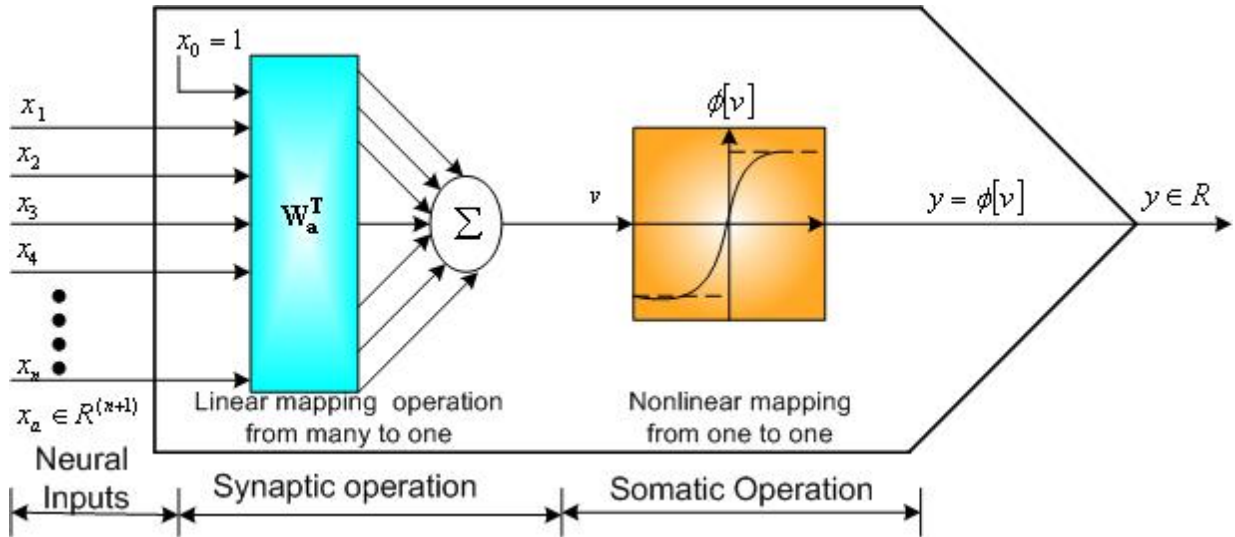 x₀ = 1
x₁
x₂
x₃
x₄
xₙ
xₐ ∈ R⁽ⁿ⁺¹⁾
Wₐᵀ
Σ
v
ϕ[v]
y = ϕ[v]
y ∈ R
Linear mapping operation
from many to one
Nonlinear mapping
from one to one
Neural
Inputs
Synaptic operation
Somatic Operation